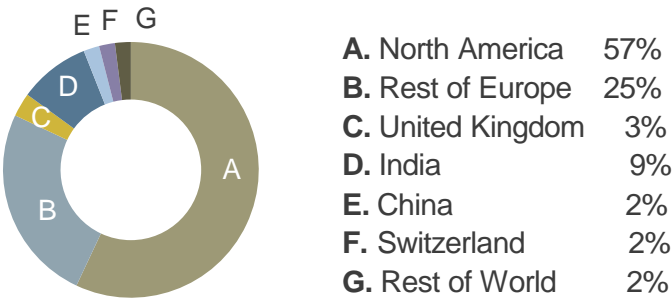 E F G
D
C
A
B
A. North America 57%
B. Rest of Europe 25%
C. United Kingdom 3%
D. India 9%
E. China 2%
F. Switzerland 2%
G. Rest of World 2%